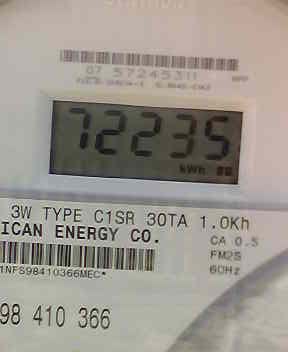 07 57245311
72235
kWh
3W TYPE C1SR 30TA 1.0Kh
ICAN ENERGY CO.
CA 0.5
FM2S
60Hz
1NFS98410366MEC*
98 410 366